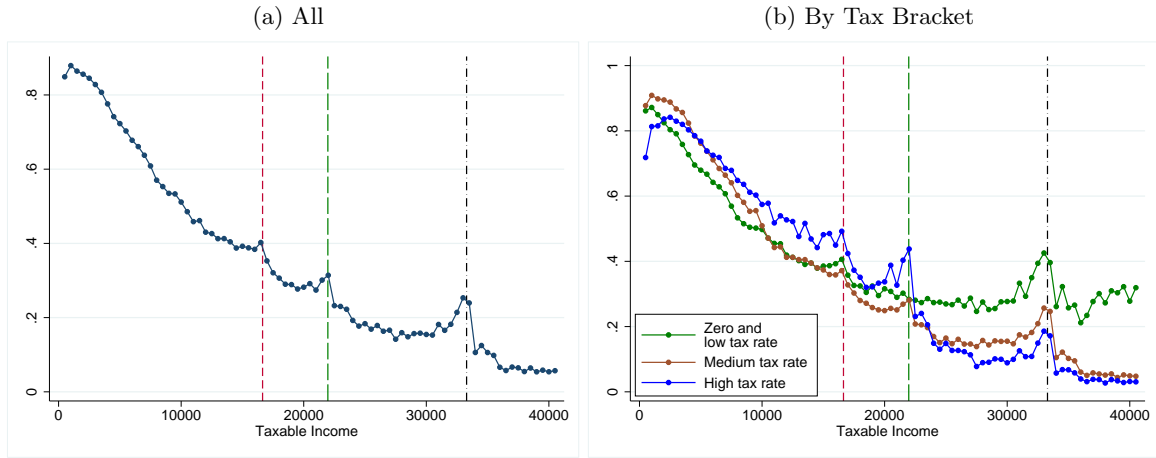 (a) All
.8
.6
.4
.2
0
0 10000 20000 30000 40000
Taxable Income
(b) By Tax Bracket
1
.8
.6
.4
.2
0
Zero and
low tax rate
Medium tax rate
High tax rate
0 10000 20000 30000 40000
Taxable Income